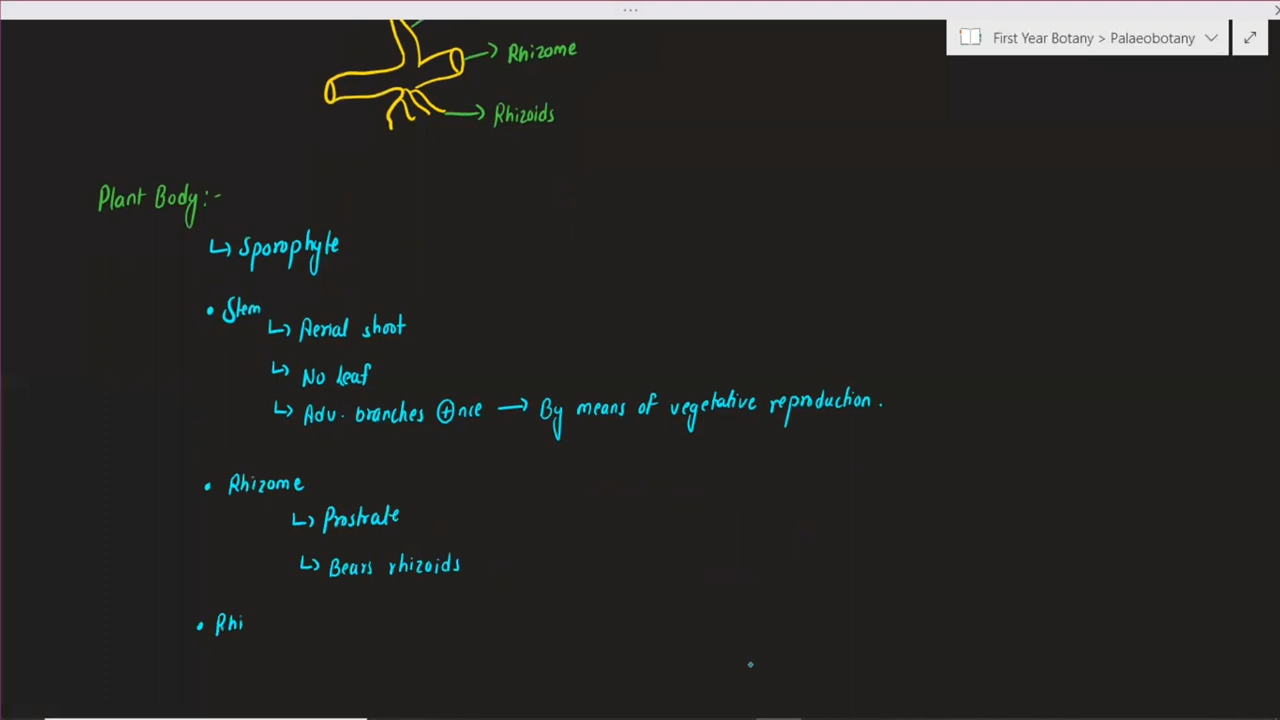 First Year Botany > Palaeobotany
→ Rhizome
→ Rhizoids
Plant Body:-
↳ Sporophyte
• Stem
↳ Aerial shoot
↳ No leaf
↳ Adv. branches ⊕nce → By means of vegetative reproduction.
• Rhizome
↳ Prostrate
↳ Bears rhizoids
• Rhi